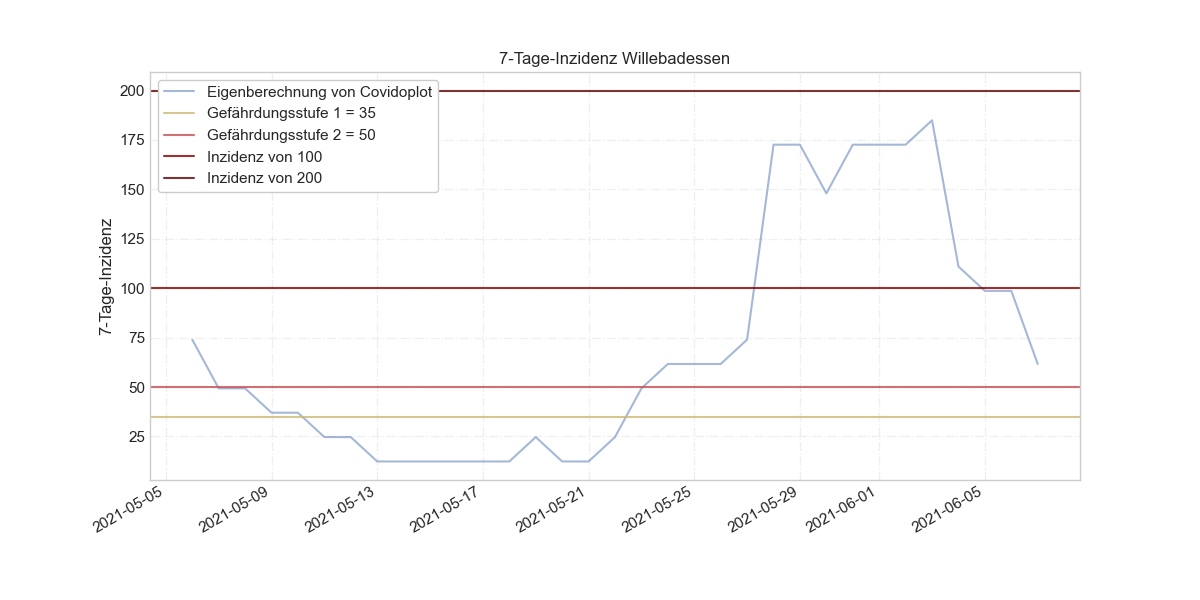 7-Tage-Inzidenz Willebadessen
Eigenberechnung von Covidoplot
Gefährdungsstufe 1 = 35
Gefährdungsstufe 2 = 50
Inzidenz von 100
Inzidenz von 200
7-Tage-Inzidenz
200
175
150
125
100
75
50
25
2021-05-05
2021-05-09
2021-05-13
2021-05-17
2021-05-21
2021-05-25
2021-05-29
2021-06-01
2021-06-05